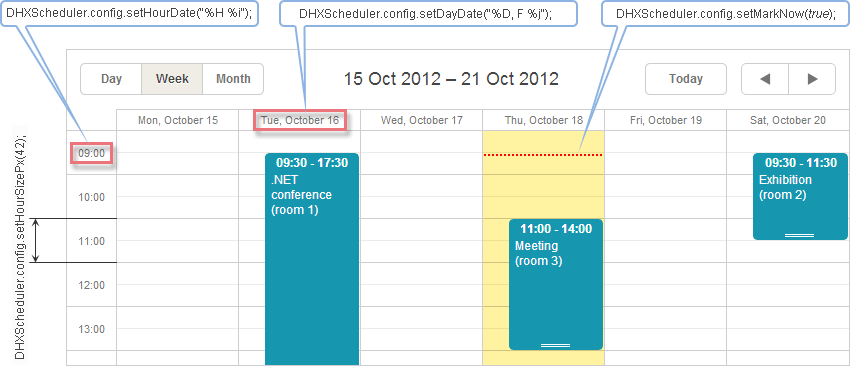 DHXScheduler.config.setHourDate("%H %i");
DHXScheduler.config.setDayDate("%D, F %j");
DHXScheduler.config.setMarkNow(true);
Day Week Month
15 Oct 2012 – 21 Oct 2012
Today
Mon, October 15 Tue, October 16 Wed, October 17 Thu, October 18 Fri, October 19 Sat, October 20
09:00
10:00
11:00
12:00
13:00
09:30 - 17:30
.NET
conference
(room 1)
11:00 - 14:00
Meeting
(room 3)
09:30 - 11:30
Exhibition
(room 2)
DHXScheduler.config.setHourSizePx(42);